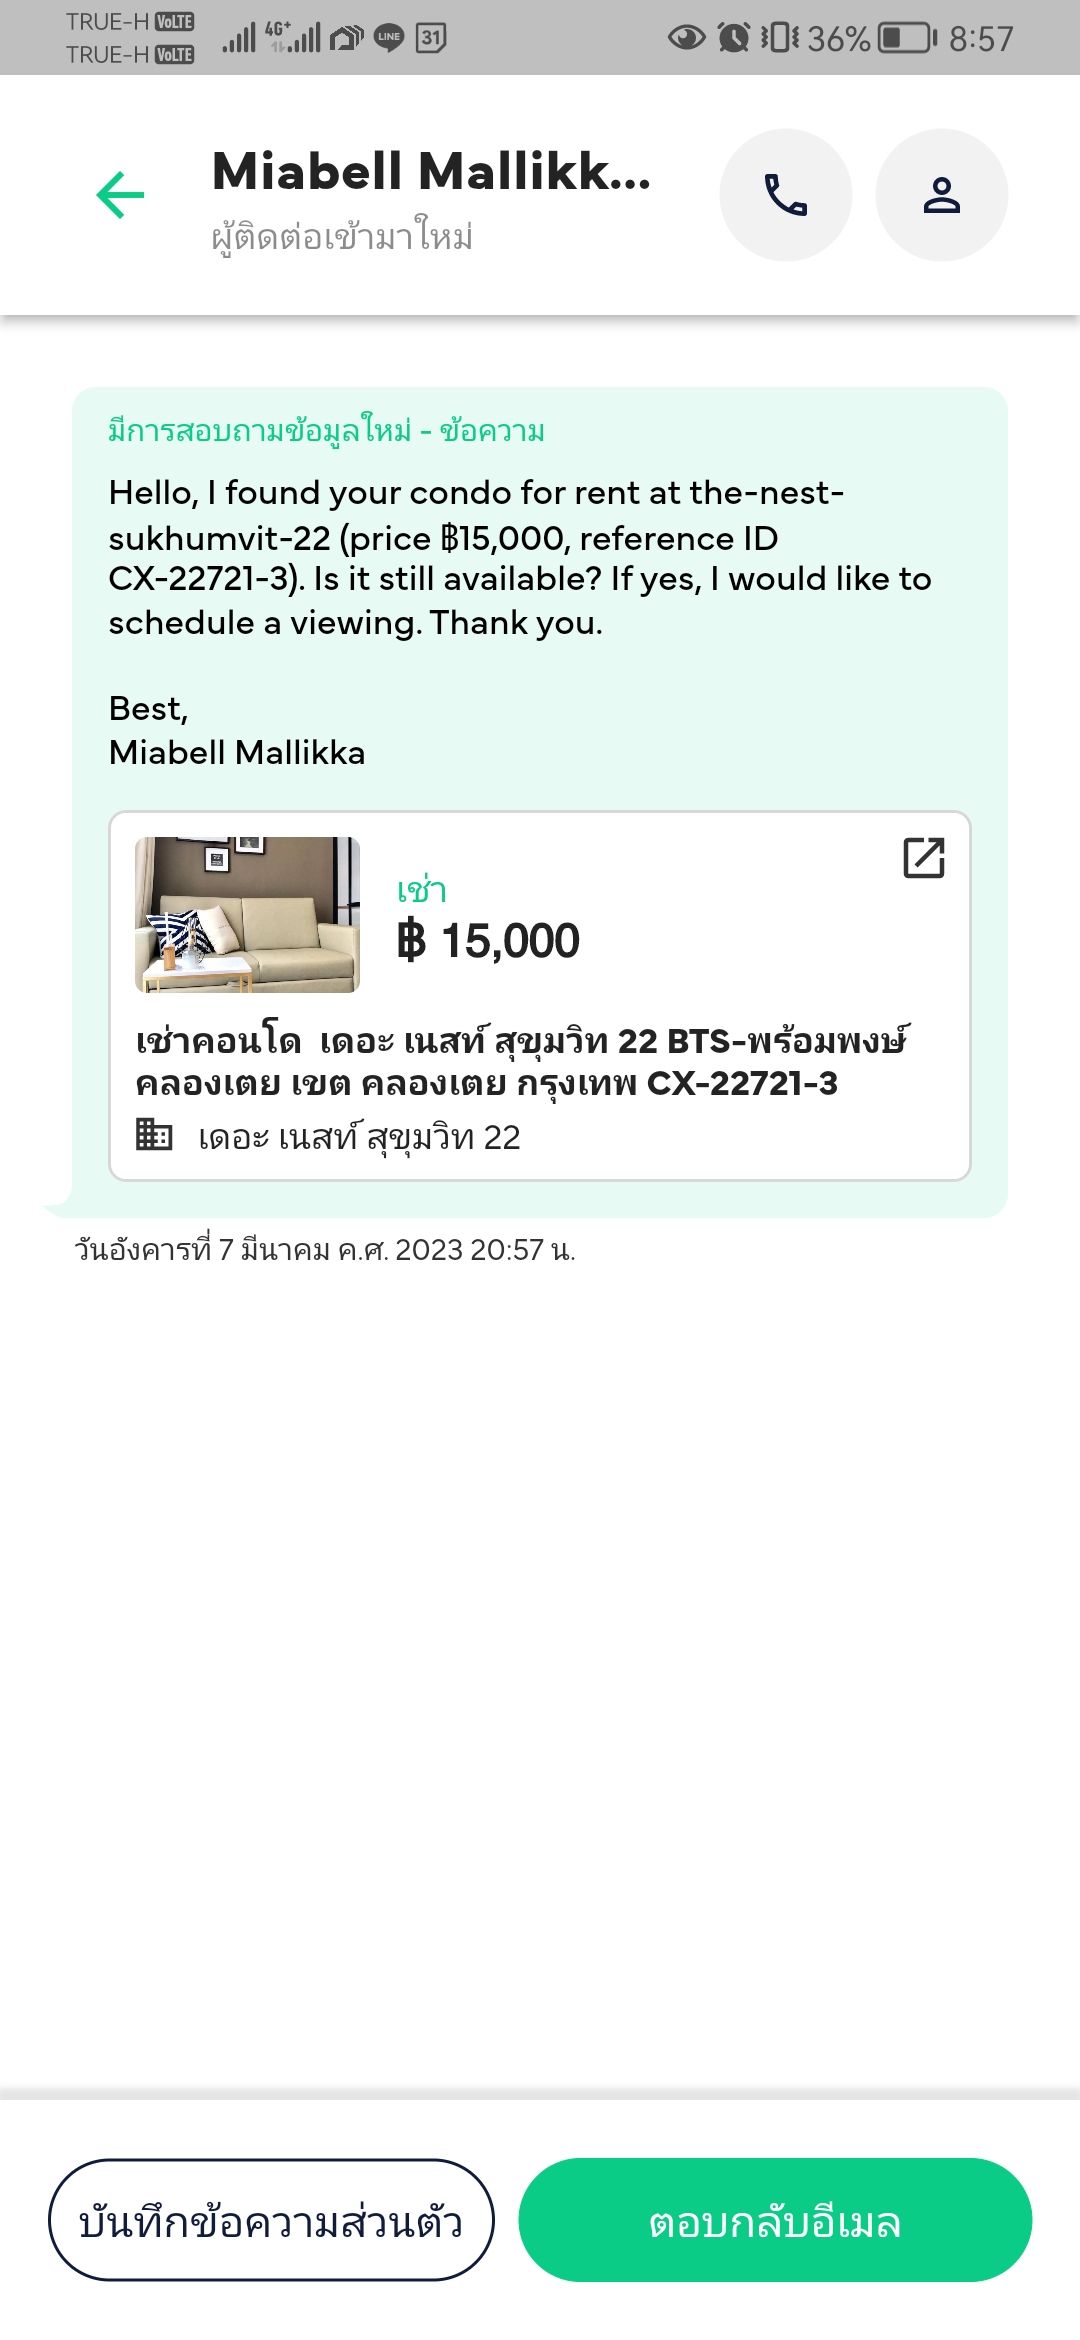 TRUE-H VoLTE
TRUE-H VoLTE
4G+
LINE
31
36%
8:57
Miabell Mallikk...
ผู้ติดต่อเข้ามาใหม่
มีการสอบถามข้อมูลใหม่ - ข้อความ
Hello, I found your condo for rent at the-nest-
sukhumvit-22 (price ฿15,000, reference ID
CX-22721-3). Is it still available? If yes, I would like to
schedule a viewing. Thank you.
Best,
Miabell Mallikka
เช่า
฿ 15,000
เช่าคอนโด เดอะ เนสท์ สุขุมวิท 22 BTS-พร้อมพงษ์
คลองเตย เขต คลองเตย กรุงเทพ CX-22721-3
เดอะ เนสท์ สุขุมวิท 22
วันอังคารที่ 7 มีนาคม ค.ศ. 2023 20:57 น.
บันทึกข้อความส่วนตัว
ตอบกลับอีเมล